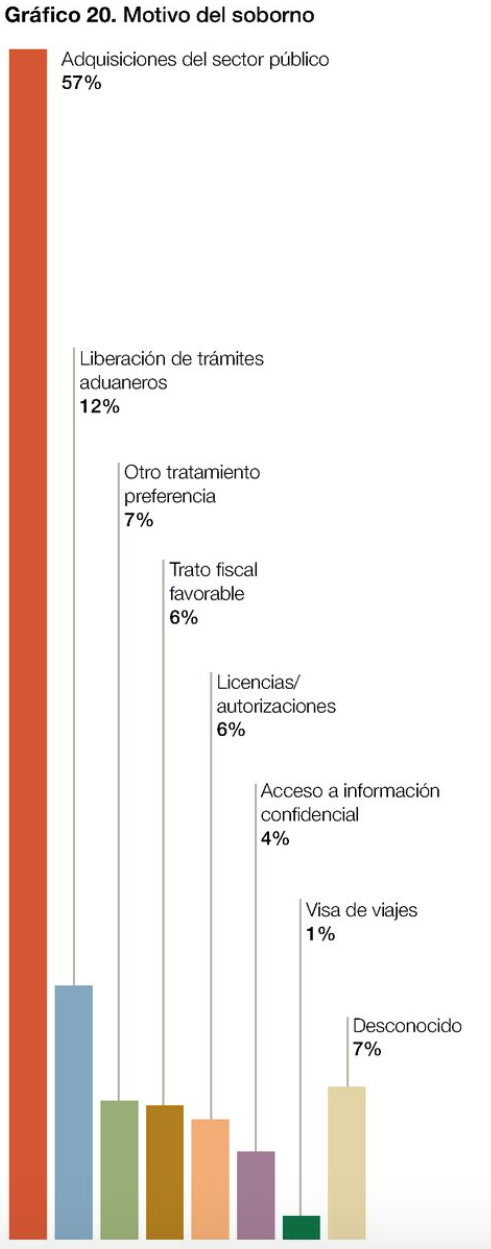 Gráfico 20. Motivo del soborno
Adquisiciones del sector público
57%
Liberación de trámites
aduaneros
12%
Otro tratamiento
preferencia
7%
Trato fiscal
favorable
6%
Licencias/
autorizaciones
6%
Acceso a información
confidencial
4%
Visa de viajes
1%
Desconocido
7%